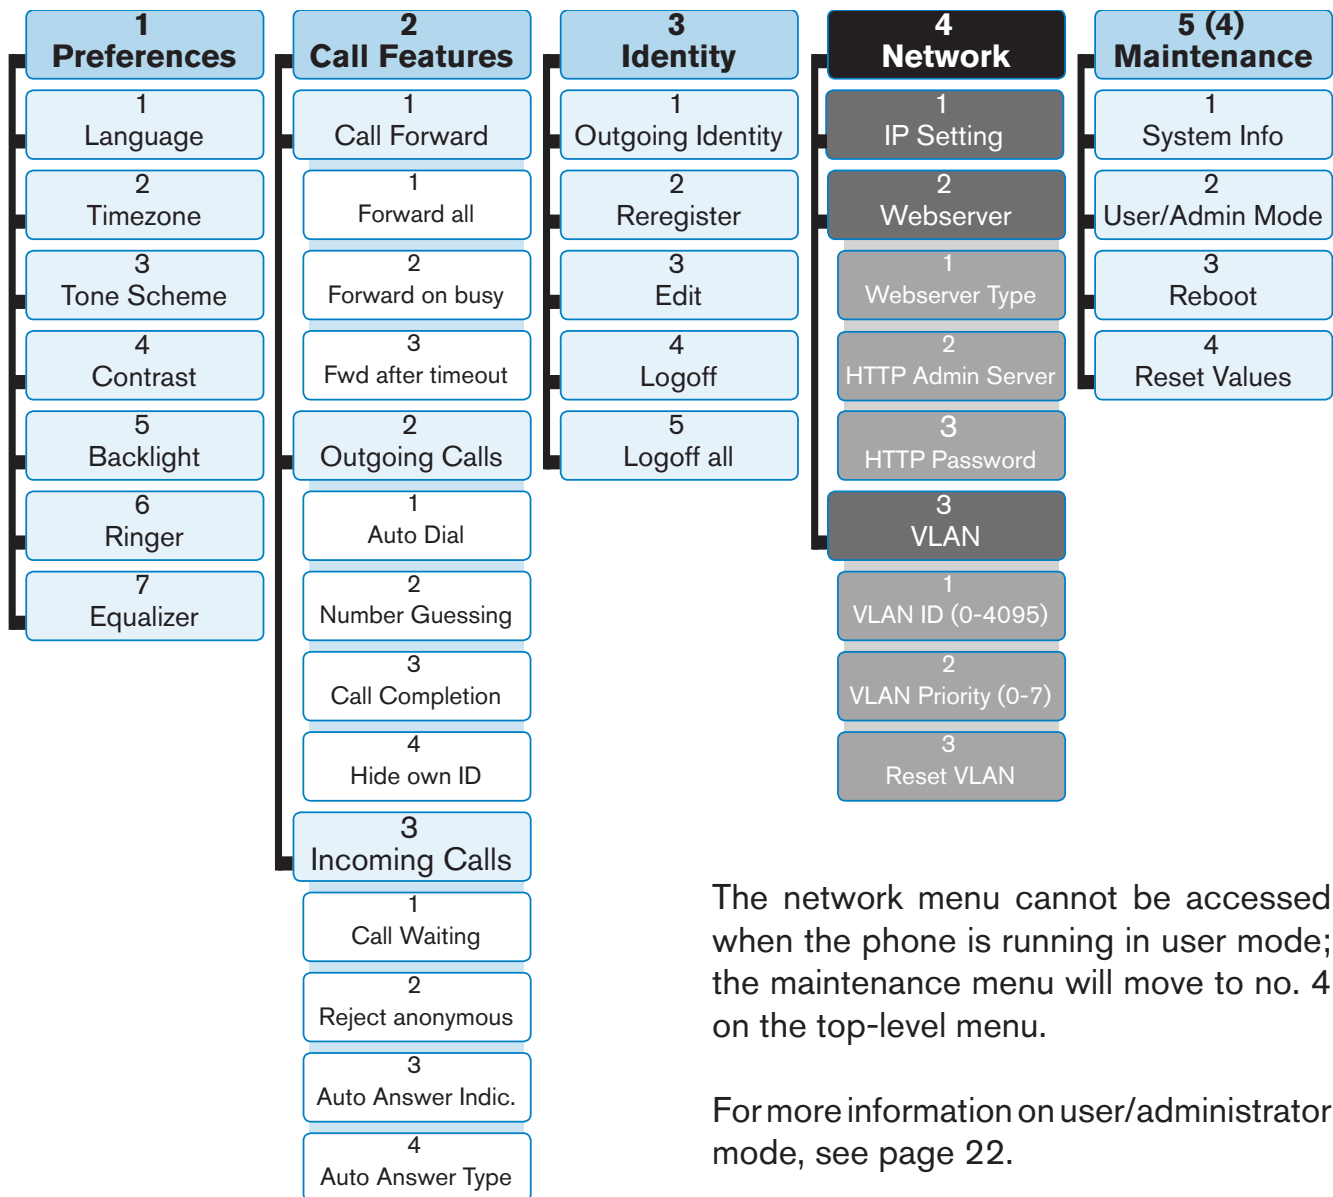 1
Preferences
1
Language
2
Timezone
3
Tone Scheme
4
Contrast
5
Backlight
6
Ringer
7
Equalizer
2
Call Features
1
Call Forward
1
Forward all
2
Forward on busy
3
Fwd after timeout
2
Outgoing Calls
1
Auto Dial
2
Number Guessing
3
Call Completion
4
Hide own ID
3
Incoming Calls
1
Call Waiting
2
Reject anonymous
3
Auto Answer Indic.
4
Auto Answer Type
3
Identity
1
Outgoing Identity
2
Reregister
3
Edit
4
Logoff
5
Logoff all
4
Network
1
IP Setting
2
Webserver
1
Webserver Type
2
HTTP Admin Server
3
HTTP Password
3
VLAN
1
VLAN ID (0-4095)
2
VLAN Priority (0-7)
3
Reset VLAN
5 (4)
Maintenance
1
System Info
2
User/Admin Mode
3
Reboot
4
Reset Values
The network menu cannot be accessed
when the phone is running in user mode;
the maintenance menu will move to no. 4
on the top-level menu.
For more information on user/administrator
mode, see page 22.